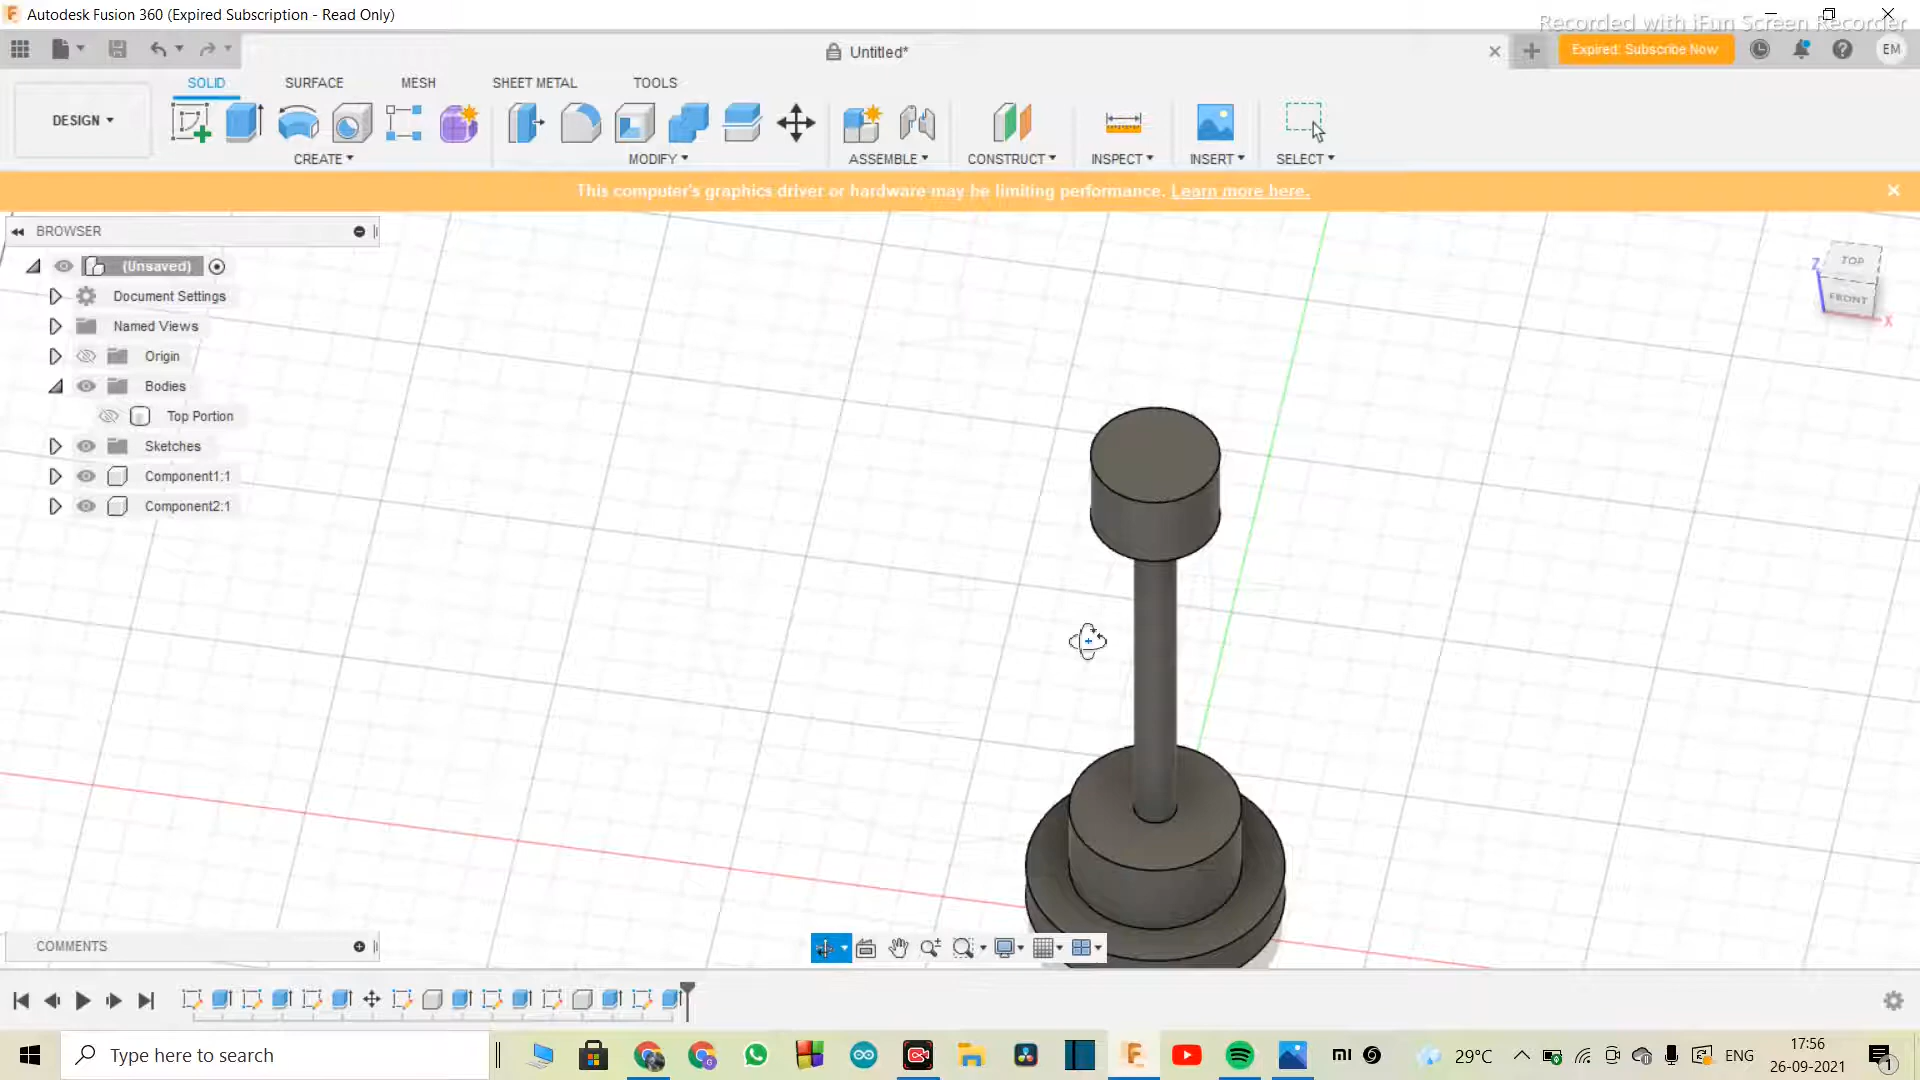 Autodesk Fusion 360 (Expired Subscription - Read Only)
Recorded with iFun Screen Recorder
Untitled*
Expired: Subscribe Now
EM
SOLID
SURFACE
MESH
SHEET METAL
TOOLS
DESIGN
CREATE
MODIFY
ASSEMBLE
CONSTRUCT
INSPECT
INSERT
SELECT
This computer's graphics driver or hardware may be limiting performance. Learn more here.
BROWSER
(Unsaved)
Document Settings
Named Views
Origin
Bodies
Top Portion
Sketches
Component1:1
Component2:1
TOP
FRONT
Z
X
COMMENTS
Type here to search
mi
29°C
ENG
17:56
26-09-2021
1